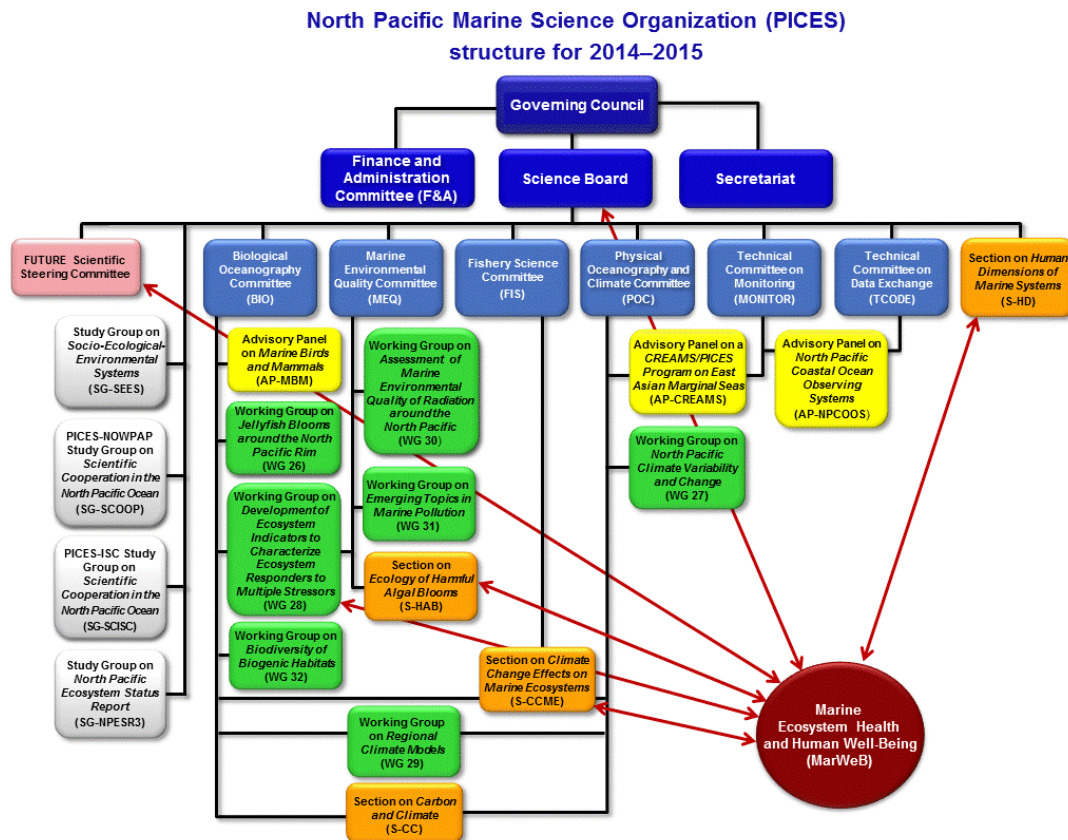 North Pacific Marine Science Organization (PICES)
structure for 2014–2015
Governing Council
Finance and
Administration
Committee (F&A)
Science Board
Secretariat
FUTURE Scientific
Steering Committee
Biological
Oceanography
Committee
(BIO)
Marine
Environmental
Quality Committee
(MEQ)
Fishery Science
Committee
(FIS)
Physical
Oceanography and
Climate Committee
(POC)
Technical
Committee on
Monitoring
(MONITOR)
Technical
Committee on
Data Exchange
(TCODE)
Section on Human
Dimensions of
Marine Systems
(S-HD)
Study Group on
Socio-Ecological-
Environmental
Systems
(SG-SEES)
PICES-NOWPAP
Study Group on
Scientific
Cooperation in the
North Pacific Ocean
(SG-SCOOP)
PICES-ISC Study
Group on
Scientific
Cooperation in the
North Pacific Ocean
(SG-SCISC)
Study Group on
North Pacific
Ecosystem Status
Report
(SG-NPESR3)
Advisory Panel
on Marine Birds
and Mammals
(AP-MBM)
Working Group
on Jellyfish Blooms
around the North
Pacific Rim
(WG 26)
Working Group on
Development of
Ecosystem
Indicators to
Characterize
Ecosystem
Responders to
Multiple Stressors
(WG 28)
Working Group on
Biodiversity of
Biogenic Habitats
(WG 32)
Working Group on
Assessment of
Marine
Environmental
Quality of Radiation
around the
North Pacific
(WG 30)
Working Group
on Emerging Topics in
Marine Pollution
(WG 31)
Section on
Ecology of Harmful
Algal Blooms
(S-HAB)
Section on Climate
Change Effects on
Marine Ecosystems
(S-CCME)
Working Group
on Regional
Climate Models
(WG 29)
Section on Carbon
and Climate
(S-CC)
Advisory Panel on a
CREAMS/PICES
Program on East
Asian Marginal Seas
(AP-CREAMS)
Working Group on
North Pacific
Climate Variability
and Change
(WG 27)
Advisory Panel on
North Pacific
Coastal Ocean
Observing
Systems
(AP-NPCOOS)
Marine
Ecosystem Health
and Human Well-Being
(MarWeB)